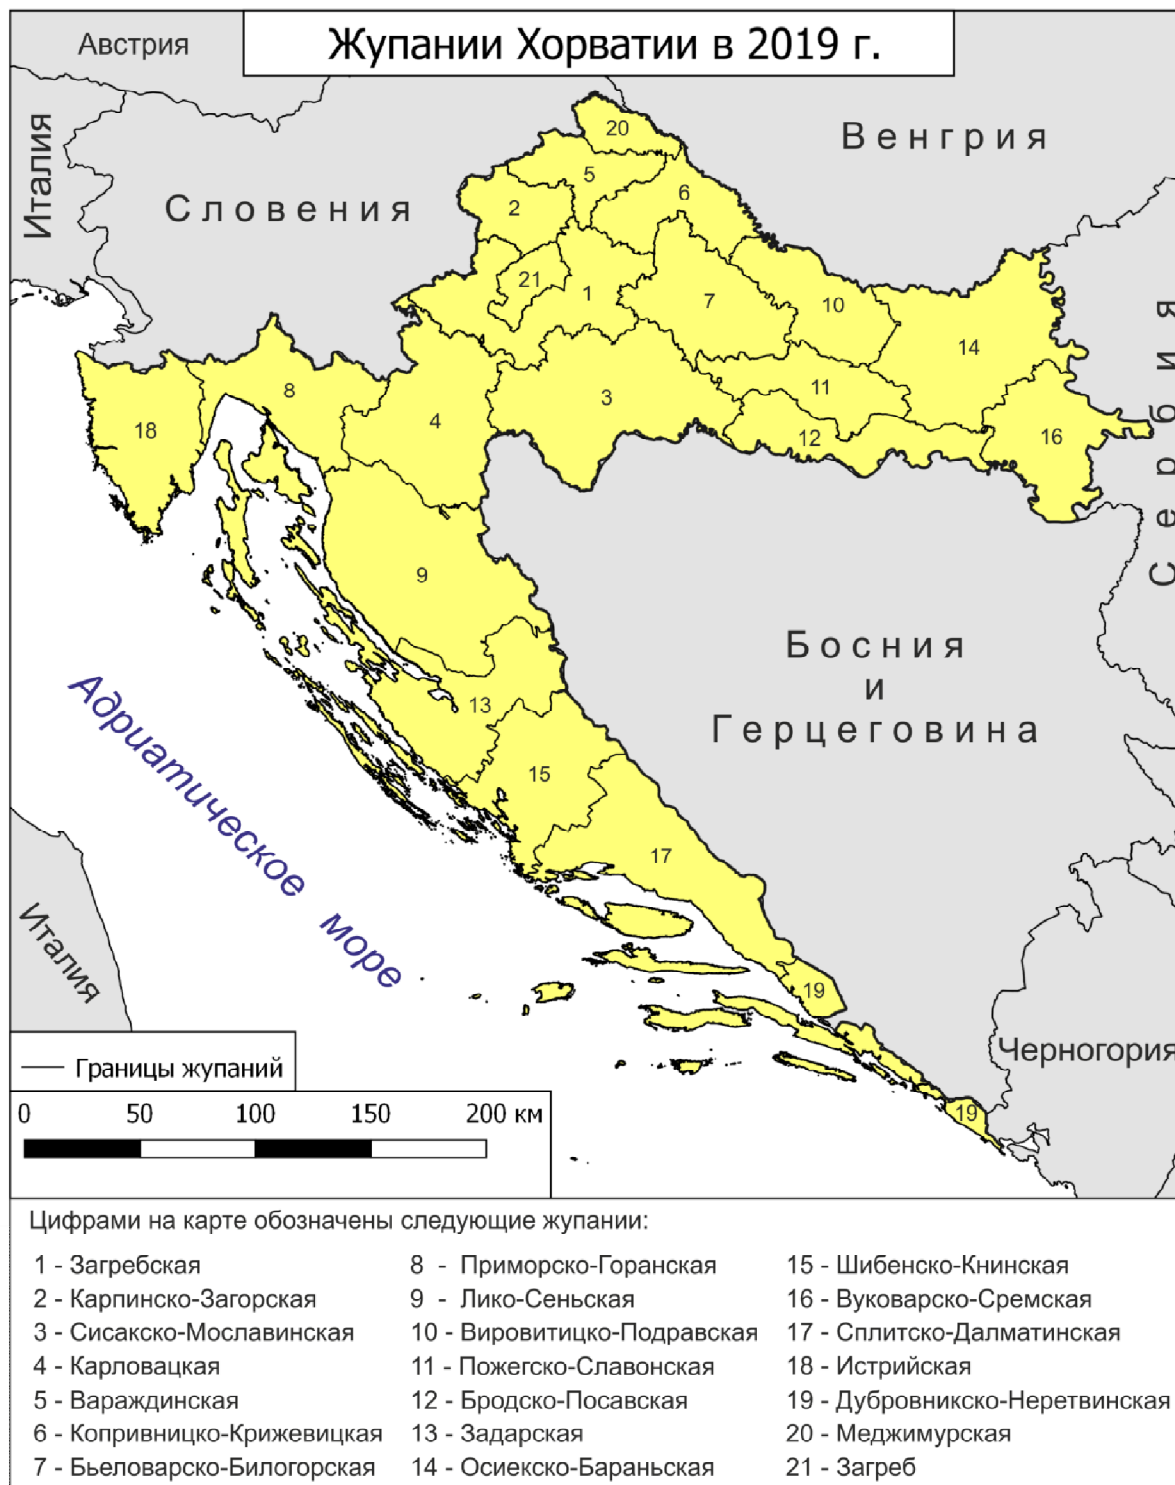 Жупании Хорватии в 2019 г.
Австрия
Италия
Словения
Венгрия
Сербия
20
5
6
2
21
1
7
10
14
8
18
4
3
11
12
16
9
Босния
и
Герцеговина
13
15
17
Адриатическое море
Италия
19
Черногория
19
Границы жупаний
0 50 100 150 200 км
Цифрами на карте обозначены следующие жупании:
1 - Загребская
2 - Карпинско-Загорская
3 - Сисакско-Мославинская
4 - Карловацкая
5 - Вараждинская
6 - Копривницко-Крижевицкая
7 - Бьеловарско-Билогорская
8 - Приморско-Горанская
9 - Лико-Сеньская
10 - Вировитицко-Подравская
11 - Пожегско-Славонская
12 - Бродско-Посавская
13 - Задарская
14 - Осиекско-Бараньская
15 - Шибенско-Книнская
16 - Вуковарско-Сремская
17 - Сплитско-Далматинская
18 - Истрийская
19 - Дубровникско-Неретвинская
20 - Меджимурская
21 - Загреб